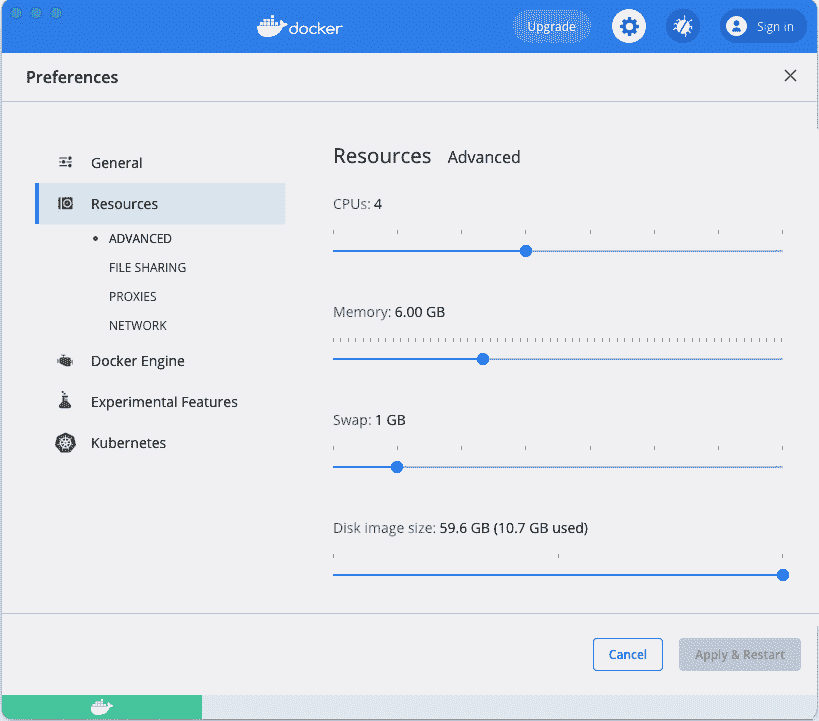 docker
Upgrade
Sign in
Preferences
General
Resources
ADVANCED
FILE SHARING
PROXIES
NETWORK
Docker Engine
Experimental Features
Kubernetes
Resources Advanced
CPUs: 4
Memory: 6.00 GB
Swap: 1 GB
Disk image size: 59.6 GB (10.7 GB used)
Cancel
Apply & Restart